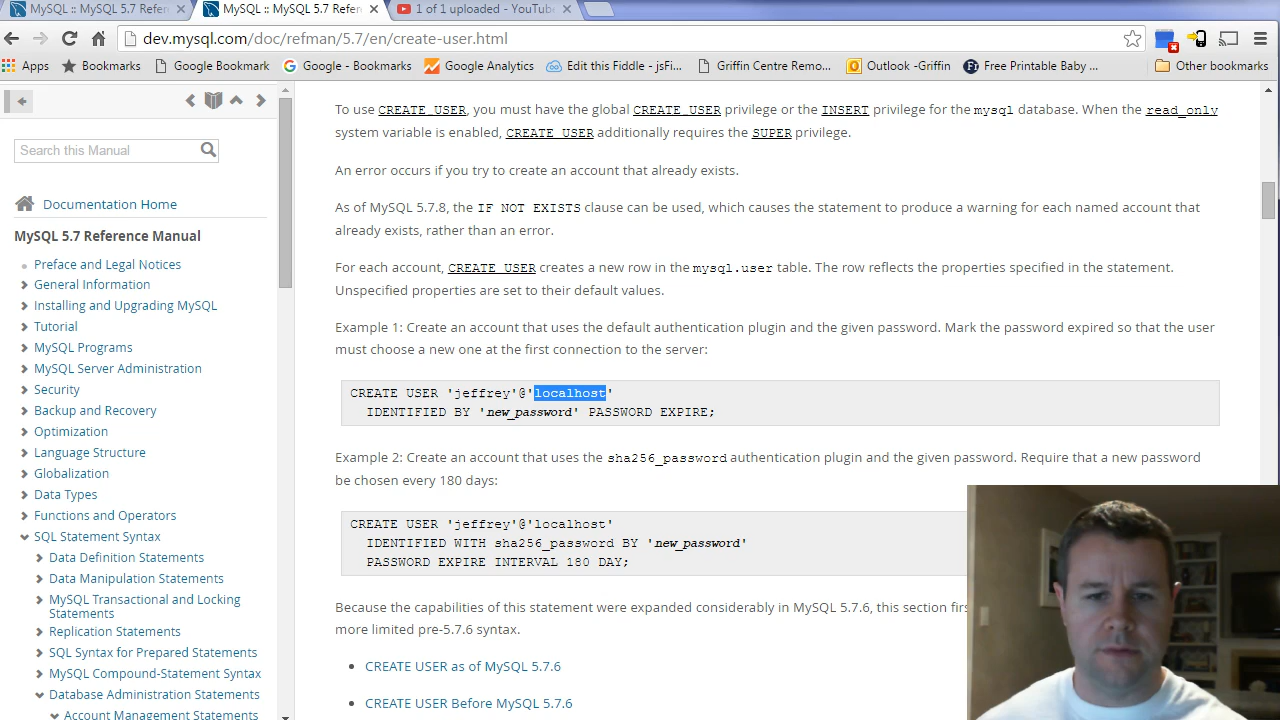 MySQL :: MySQL 5.7 Refere
MySQL :: MySQL 5.7 Refere
1 of 1 uploaded - YouTube
dev.mysql.com/doc/refman/5.7/en/create-user.html
Apps
Bookmarks
Google Bookmark
Google - Bookmarks
Google Analytics
Edit this Fiddle - jsFi...
Griffin Centre Remo...
Outlook -Griffin
Free Printable Baby ...
Other bookmarks
Search this Manual
Documentation Home
MySQL 5.7 Reference Manual
Preface and Legal Notices
General Information
Installing and Upgrading MySQL
Tutorial
MySQL Programs
MySQL Server Administration
Security
Backup and Recovery
Optimization
Language Structure
Globalization
Data Types
Functions and Operators
SQL Statement Syntax
Data Definition Statements
Data Manipulation Statements
MySQL Transactional and Locking
Statements
Replication Statements
SQL Syntax for Prepared Statements
MySQL Compound-Statement Syntax
Database Administration Statements
Account Management Statements
To use CREATE_USER, you must have the global CREATE_USER privilege or the INSERT privilege for the mysql database. When the read_only
system variable is enabled, CREATE_USER additionally requires the SUPER privilege.
An error occurs if you try to create an account that already exists.
As of MySQL 5.7.8, the IF NOT EXISTS clause can be used, which causes the statement to produce a warning for each named account that
already exists, rather than an error.
For each account, CREATE_USER creates a new row in the mysql.user table. The row reflects the properties specified in the statement.
Unspecified properties are set to their default values.
Example 1: Create an account that uses the default authentication plugin and the given password. Mark the password expired so that the user
must choose a new one at the first connection to the server:
CREATE USER 'jeffrey'@'localhost'
IDENTIFIED BY 'new_password' PASSWORD EXPIRE;
Example 2: Create an account that uses the sha256_password authentication plugin and the given password. Require that a new password
be chosen every 180 days:
CREATE USER 'jeffrey'@'localhost'
IDENTIFIED WITH sha256_password BY 'new_password'
PASSWORD EXPIRE INTERVAL 180 DAY;
Because the capabilities of this statement were expanded considerably in MySQL 5.7.6, this section firs
more limited pre-5.7.6 syntax.
CREATE USER as of MySQL 5.7.6
CREATE USER Before MySQL 5.7.6